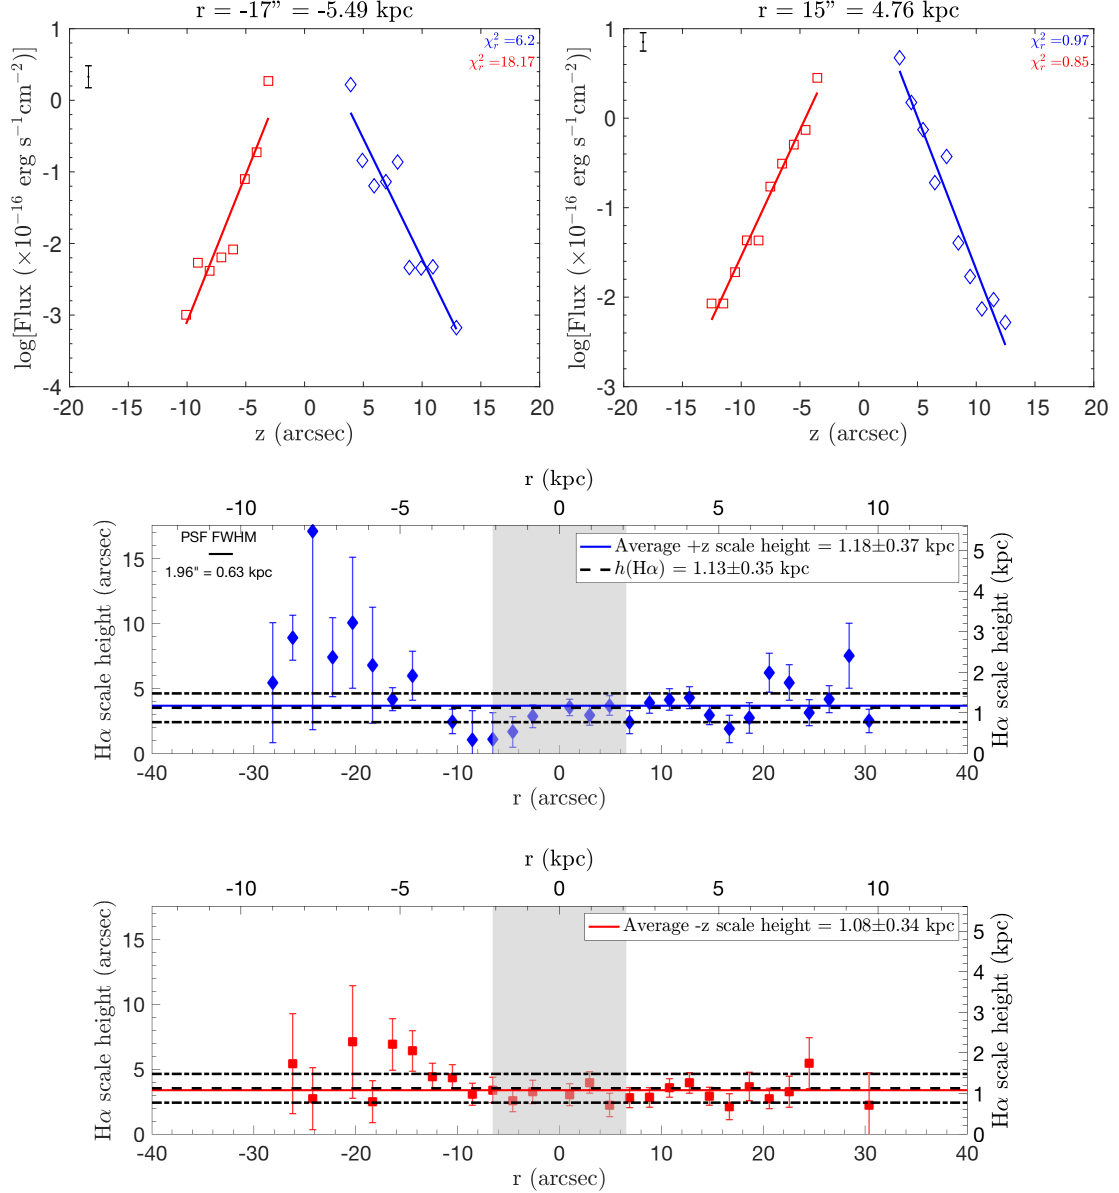 r = -17” = -5.49 kpc
χ²ᵣ=6.2
χ²ᵣ=18.17
log[Flux (×10⁻¹⁶ erg s⁻¹cm⁻²)]
1
0
-1
-2
-3
-4
-20 -15 -10 -5 0 5 10 15 20
z (arcsec)
r = 15” = 4.76 kpc
χ²ᵣ=0.97
χ²ᵣ=0.85
log[Flux (×10⁻¹⁶ erg s⁻¹cm⁻²)]
1
0
-1
-2
-3
-20 -15 -10 -5 0 5 10 15 20
z (arcsec)
r (kpc)
-10 -5 0 5 10
PSF FWHM
1.96" = 0.63 kpc
Average +z scale height = 1.18±0.37 kpc
h(Hα) = 1.13±0.35 kpc
Hα scale height (arcsec)
15
10
5
0
Hα scale height (kpc)
5
4
3
2
1
0
-40 -30 -20 -10 0 10 20 30 40
r (arcsec)
r (kpc)
-10 -5 0 5 10
Average -z scale height = 1.08±0.34 kpc
Hα scale height (arcsec)
15
10
5
0
Hα scale height (kpc)
5
4
3
2
1
0
-40 -30 -20 -10 0 10 20 30 40
r (arcsec)